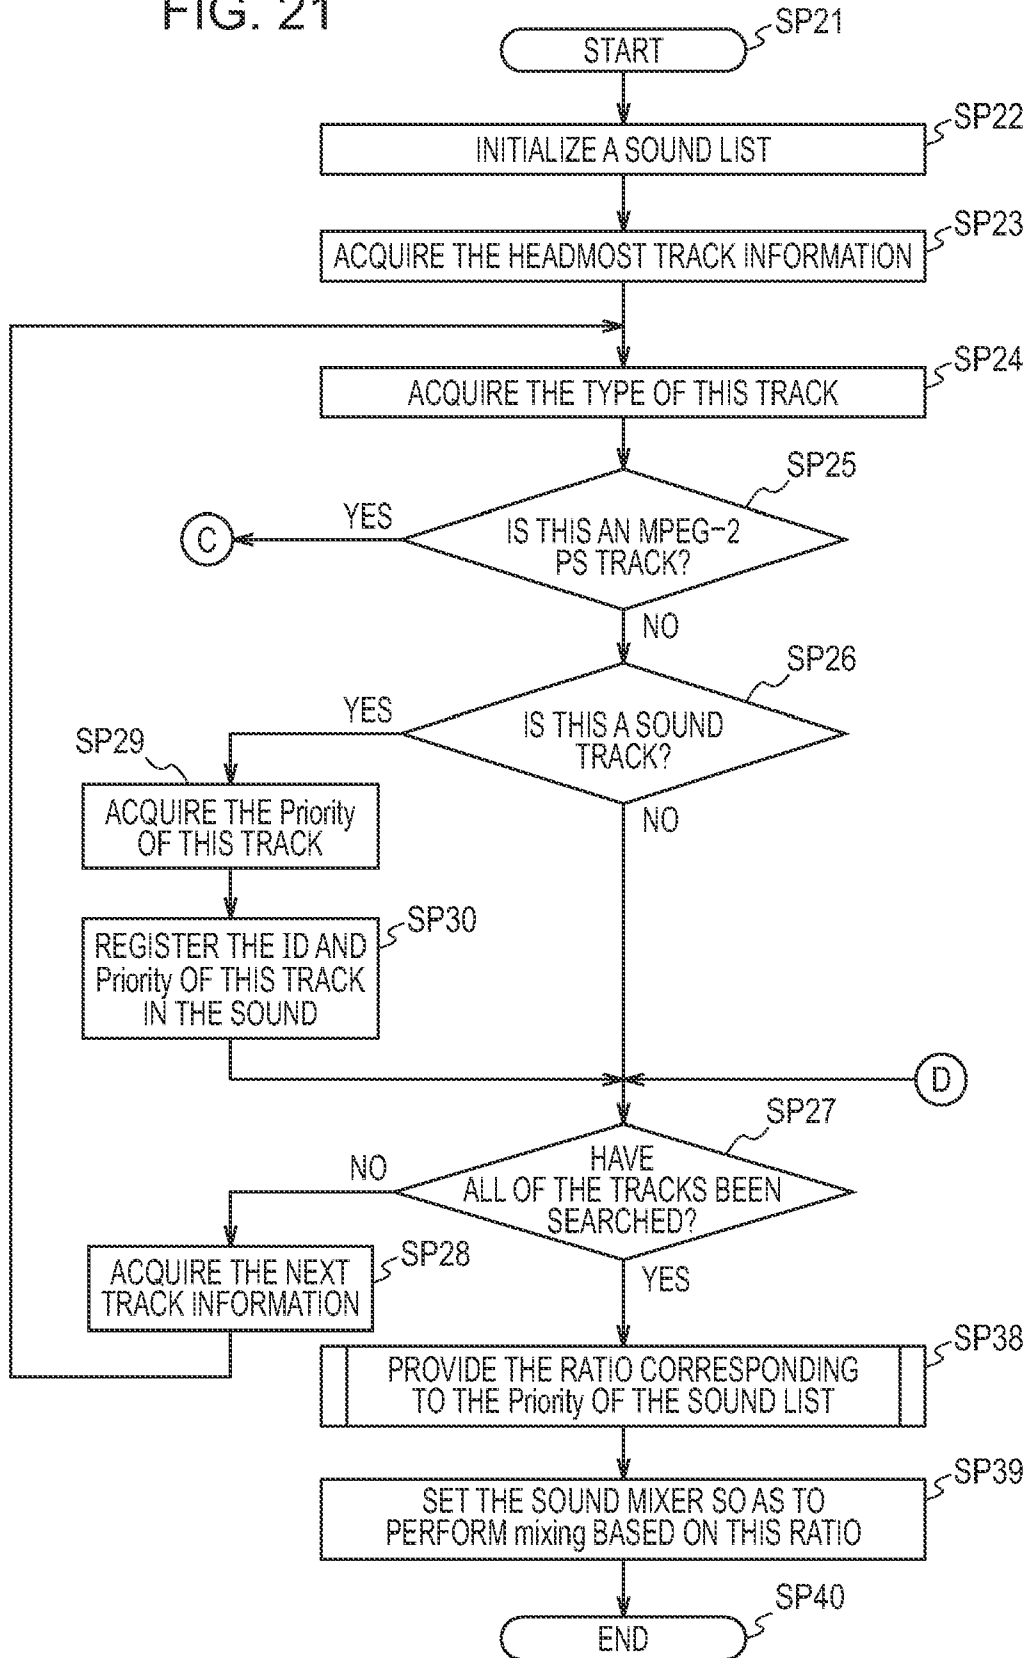 FIG. 21
START
SP21
SP22
INITIALIZE A SOUND LIST
SP23
ACQUIRE THE HEADMOST TRACK INFORMATION
SP24
ACQUIRE THE TYPE OF THIS TRACK
SP25
YES
C
IS THIS AN MPEG-2
PS TRACK?
NO
SP26
YES
IS THIS A SOUND
TRACK?
NO
SP29
ACQUIRE THE Priority
OF THIS TRACK
SP30
REGISTER THE ID AND
Priority OF THIS TRACK
IN THE SOUND
D
SP27
NO
HAVE
ALL OF THE TRACKS BEEN
SEARCHED?
YES
SP28
ACQUIRE THE NEXT
TRACK INFORMATION
SP38
PROVIDE THE RATIO CORRESPONDING
TO THE Priority OF THE SOUND LIST
SP39
SET THE SOUND MIXER SO AS TO
PERFORM mixing BASED ON THIS RATIO
SP40
END